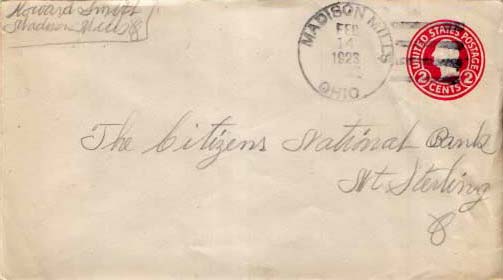 Howard Smith
Madison Mills O
MADISON MILLS
FEB
14
1923
OHIO
UNITED STATES POSTAGE
2 CENTS 2
The Citizens National Bank
Mt. Sterling
O